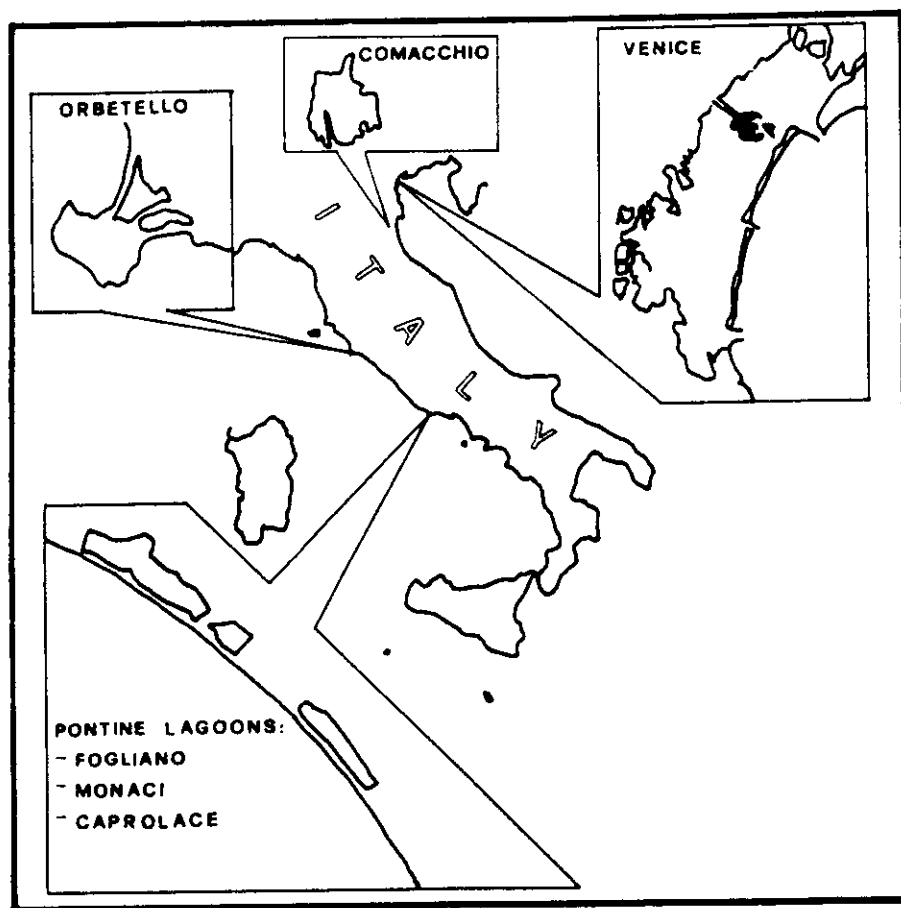 COMACCHIO
VENICE
ORBETELLO
ITALY
PONTINE LAGOONS:
- FOGLIANO
- MONACI
- CAPROLACE